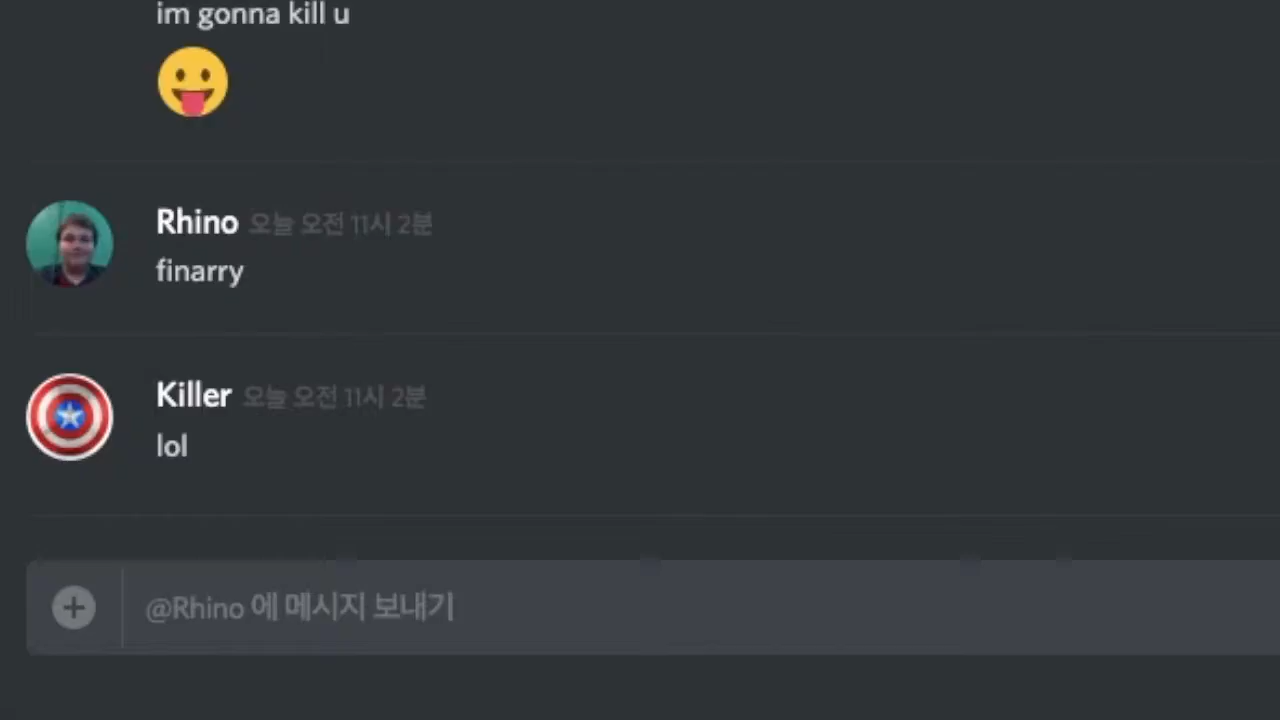 im gonna kill u
Rhino 오늘 오전 11시 2분
finarry
Killer 오늘 오전 11시 2분
lol
@Rhino 에 메시지 보내기